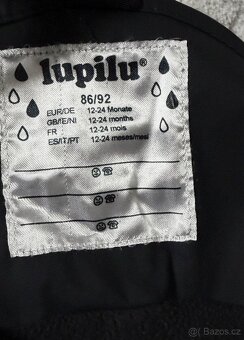 lupilu®
86/92
EUR/DE 12-24 Monate
GB/IE/NI 12-24 months
FR 12-24 mois
ES/IT/PT 12-24 meses/mesi
Bazoš.cz